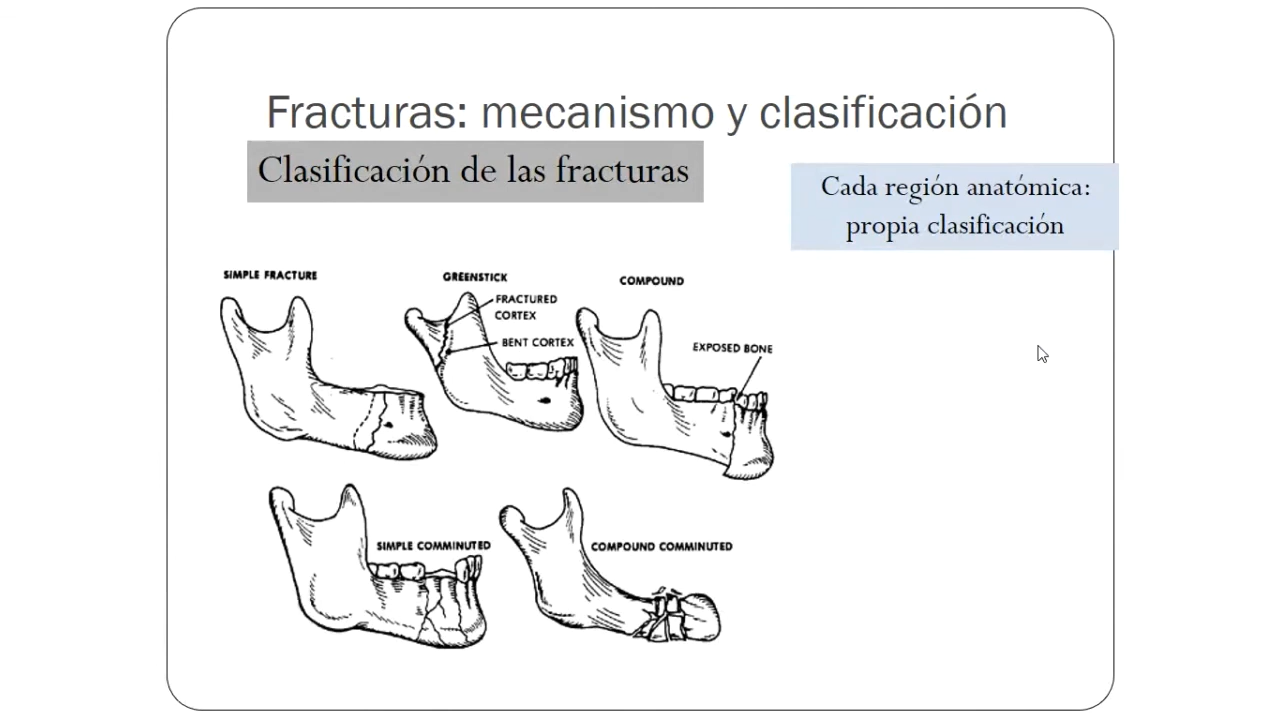 Fracturas: mecanismo y clasificación
Clasificación de las fracturas
Cada región anatómica:
propia clasificación
SIMPLE FRACTURE
GREENSTICK
FRACTURED
CORTEX
BENT CORTEX
COMPOUND
EXPOSED BONE
SIMPLE COMMINUTED
COMPOUND COMMINUTED